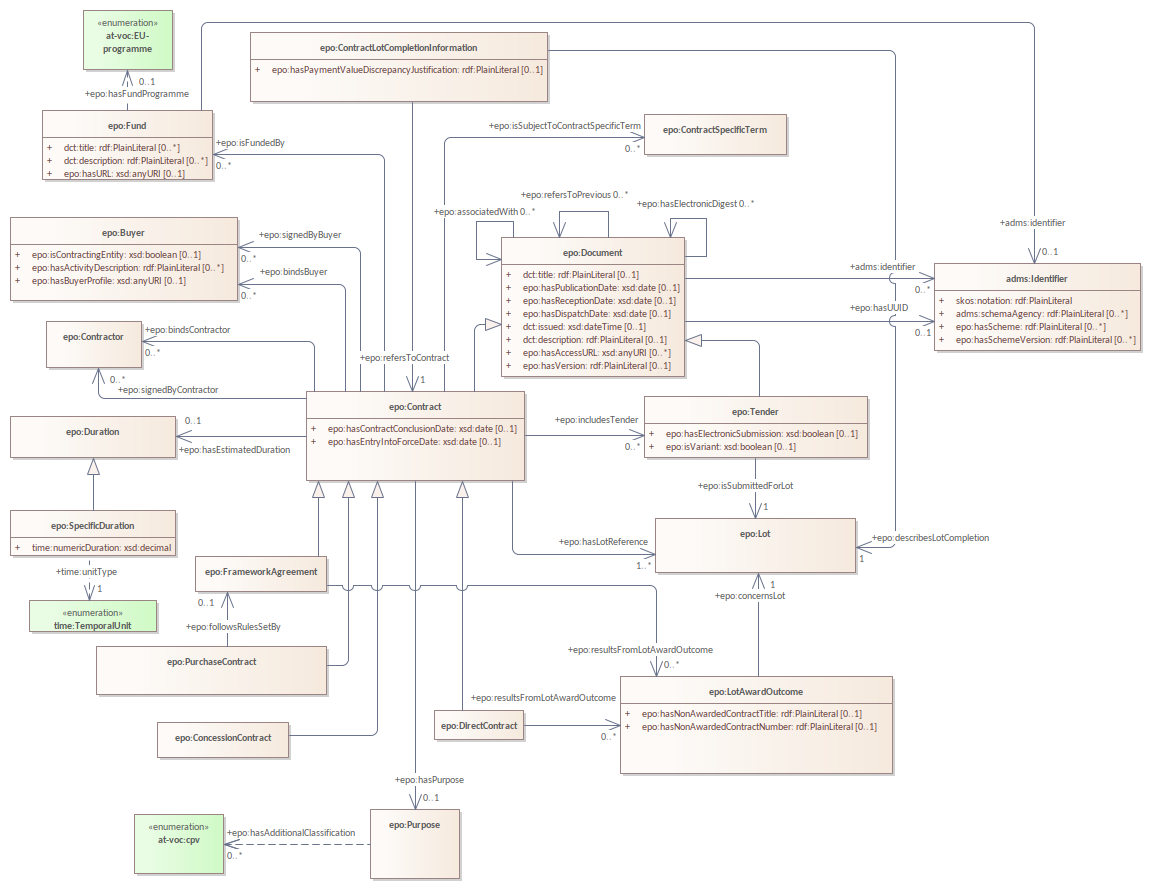 «enumeration»
at-voc:EU-
programme
0..1
+epo:hasFundProgramme
epo:Fund
+ dct:title: rdf:PlainLiteral [0..*]
+ dct:description: rdf:PlainLiteral [0..*]
+ epo:hasURL: xsd:anyURI [0..1]
epo:ContractLotCompletionInformation
+ epo:hasPaymentValueDiscrepancyJustification: rdf:PlainLiteral [0..1]
+epo:isFundedBy
0..*
+epo:isSubjectToContractSpecificTerm
0..*
epo:ContractSpecificTerm
+epo:refersToPrevious 0..*
+epo:associatedWith 0..*
+epo:hasElectronicDigest 0..*
+adms:identifier
0..1
epo:Buyer
+ epo:isContractingEntity: xsd:boolean [0..1]
+ epo:hasActivityDescription: rdf:PlainLiteral [0..*]
+ epo:hasBuyerProfile: xsd:anyURI [0..1]
+epo:signedByBuyer
0..*
+epo:bindsBuyer
0..*
epo:Document
+ dct:title: rdf:PlainLiteral [0..1]
+ epo:hasPublicationDate: xsd:date [0..1]
+ epo:hasReceptionDate: xsd:date [0..1]
+ epo:hasDispatchDate: xsd:date [0..1]
+ dct:issued: xsd:dateTime [0..1]
+ dct:description: rdf:PlainLiteral [0..1]
+ epo:hasAccessURL: xsd:anyURI [0..*]
+ epo:hasVersion: rdf:PlainLiteral [0..1]
+adms:identifier
0..*
+epo:hasUUID
0..1
adms:Identifier
+ skos:notation: rdf:PlainLiteral
+ adms:schemaAgency: rdf:PlainLiteral [0..*]
+ epo:hasScheme: rdf:PlainLiteral [0..*]
+ epo:hasSchemeVersion: rdf:PlainLiteral [0..*]
epo:Contractor
+epo:bindsContractor
0..*
0..*
+epo:signedByContractor
+epo:refersToContract
1
epo:Contract
+ epo:hasContractConclusionDate: xsd:date [0..1]
+ epo:hasEntryIntoForceDate: xsd:date [0..1]
epo:Duration
0..1
+epo:hasEstimatedDuration
+epo:includesTender
0..*
epo:Tender
+ epo:hasElectronicSubmission: xsd:boolean [0..1]
+ epo:isVariant: xsd:boolean [0..1]
+epo:isSubmittedForLot
1
epo:SpecificDuration
+ time:numericDuration: xsd:decimal
+time:unitType
1
«enumeration»
time:TemporalUnit
epo:Lot
+epo:hasLotReference
1..*
+epo:describesLotCompletion
1
epo:FrameworkAgreement
0..1
+epo:followsRulesSetBy
epo:PurchaseContract
1
+epo:concernsLot
+epo:resultsFromLotAwardOutcome
0..*
epo:LotAwardOutcome
+ epo:hasNonAwardedContractTitle: rdf:PlainLiteral [0..1]
+ epo:hasNonAwardedContractNumber: rdf:PlainLiteral [0..1]
+epo:resultsFromLotAwardOutcome
0..*
epo:DirectContract
epo:ConcessionContract
+epo:hasPurpose
0..1
epo:Purpose
+epo:hasAdditionalClassification
0..*
«enumeration»
at-voc:cpv